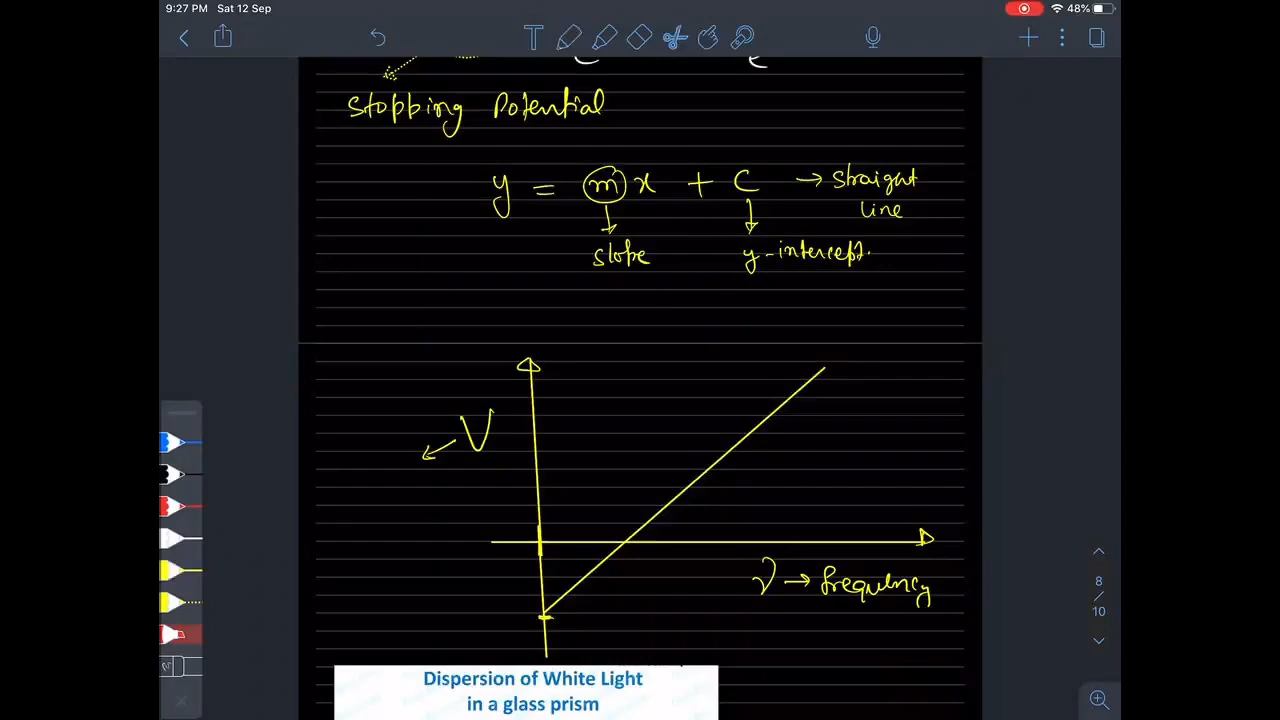 9:27 PM Sat 12 Sep 48%
Stopping Potential
y = mx + C → straight line
slope y-intercept.
V
ν → frequency
8
/
10
Dispersion of White Light
in a glass prism